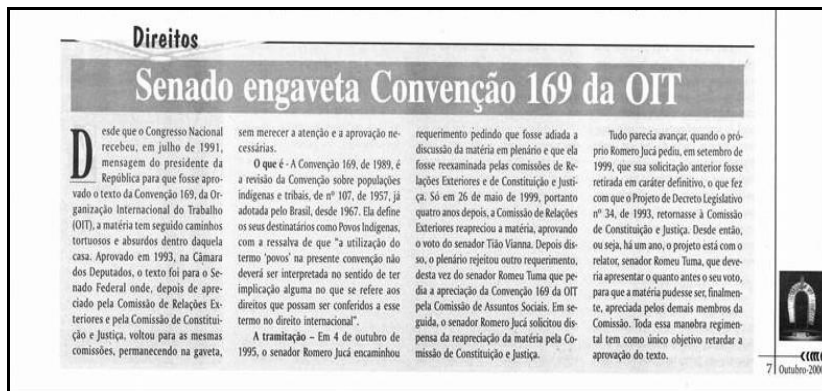 Direitos
Senado engaveta Convenção 169 da OIT
Desde que o Congresso Nacional
recebeu, em julho de 1991,
mensagem do presidente da
República para que fosse apro-
vado o texto da Convenção 169, da Or-
ganização Internacional do Trabalho
(OIT), a matéria tem seguido caminhos
tortuosos e absurdos dentro daquela
casa. Aprovado em 1993, na Câmara
dos Deputados, o texto foi para o Se-
nado Federal onde, depois de apre-
ciado pela Comissão de Relações Ex-
teriores e pela Comissão de Constitui-
ção e Justiça, voltou para as mesmas
comissões, permanecendo na gaveta,
sem merecer a atenção e a aprovação ne-
cessárias.
O que é - A Convenção 169, de 1989, é
a revisão da Convenção sobre populações
indígenas e tribais, de nº 107, de 1957, já
adotada pelo Brasil, desde 1967. Ela define
os seus destinatários como Povos Indígenas,
com a ressalva de que "a utilização do
termo 'povos' na presente convenção não
deverá ser interpretada no sentido de ter
implicação alguma no que se refere aos
direitos que possam ser conferidos a esse
termo no direito internacional".
A tramitação – Em 4 de outubro de
1995, o senador Romero Jucá encaminhou
requerimento pedindo que fosse adiada a
discussão da matéria em plenário e que ela
fosse reexaminada pelas comissões de Re-
lações Exteriores e de Constituição e Justi-
ça. Só em 26 de maio de 1999, portanto
quatro anos depois, a Comissão de Relações
Exteriores reapreciou a matéria, aprovando
o voto do senador Tião Vianna. Depois dis-
so, o plenário rejeitou outro requerimento,
desta vez do senador Romeu Tuma que pe-
dia a apreciação da Convenção 169 da OIT
pela Comissão de Assuntos Sociais. Em se-
guida, o senador Romero Jucá solicitou dis-
pensa da reapreciação da matéria pela Co-
missão de Constituição e Justiça.
Tudo parecia avançar, quando o pró-
prio Romero Jucá pediu, em setembro de
1999, que sua solicitação anterior fosse
retirada em caráter definitivo, o que fez
com que o Projeto de Decreto Legislativo
nº 34, de 1993, retornasse à Comissão
de Constituição e Justiça. Desde então,
ou seja, há um ano, o projeto está com o
relator, senador Romeu Tuma, que deve-
ria apresentar o quanto antes o seu voto,
para que a matéria pudesse ser, finalmen-
te, apreciada pelos demais membros da
Comissão. Toda essa manobra regimen-
tal tem como único objetivo retardar a
aprovação do texto.
7 Outubro-2000